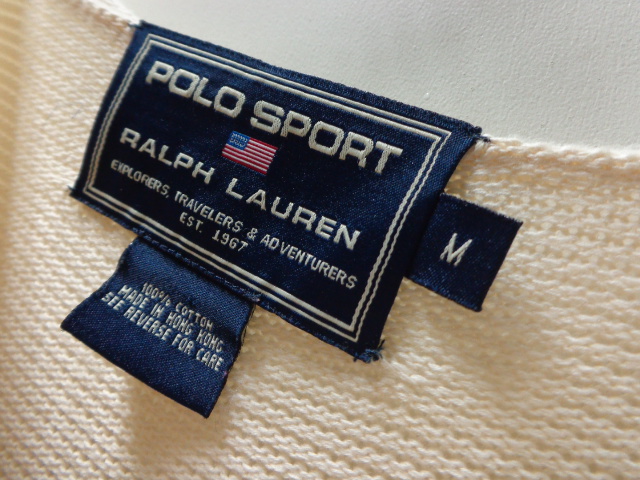 POLO SPORT
RALPH LAUREN
EXPLORERS, TRAVELERS & ADVENTURERS
EST. 1967
M
100% COTTON
MADE IN HONG KONG
SEE REVERSE FOR CARE